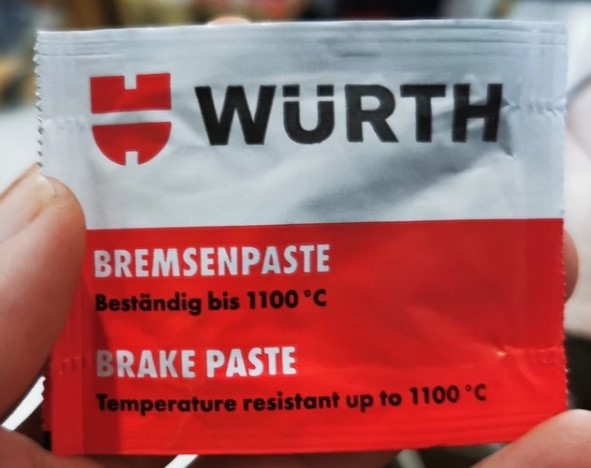 WÜRTH
BREMSENPASTE
Beständig bis 1100 °C
BRAKE PASTE
Temperature resistant up to 1100 °C